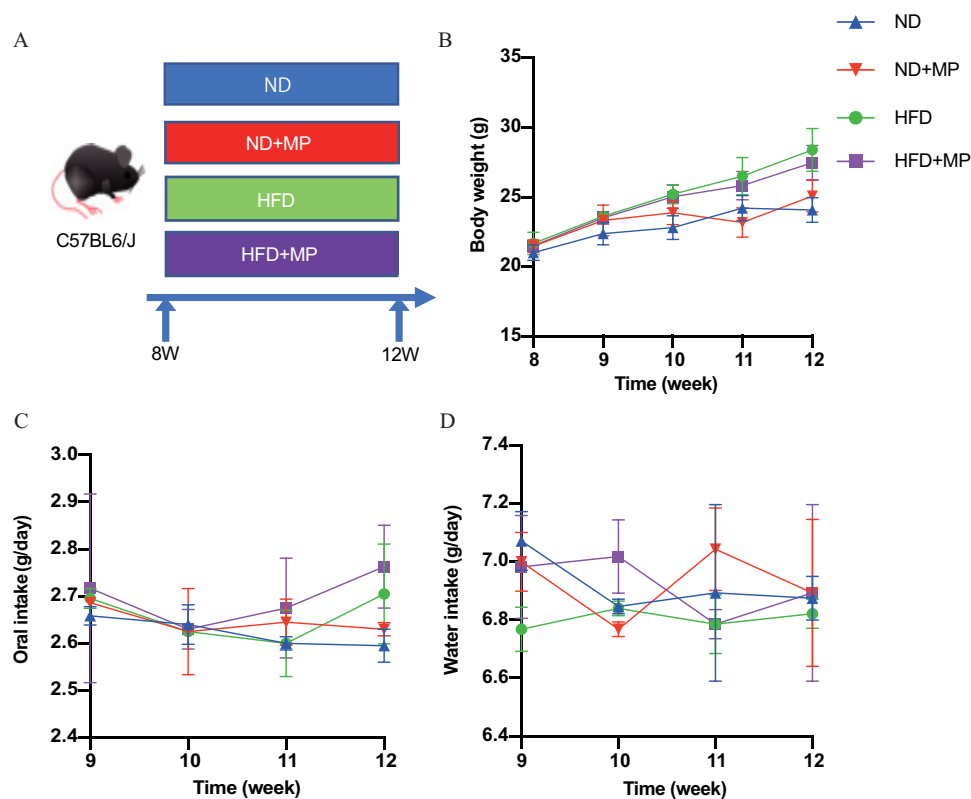 A
ND
ND+MP
HFD
HFD+MP
C57BL6/J
8W
12W
B
ND
ND+MP
HFD
HFD+MP
Body weight (g)
35
30
25
20
15
8
9
10
11
12
Time (week)
C
Oral intake(g/day)
3.0
2.9
2.8
2.7
2.6
2.5
2.4
9
10
11
12
Time (week)
D
Water intake (g/day)
7.4
7.2
7.0
6.8
6.6
6.4
9
10
11
12
Time (week)